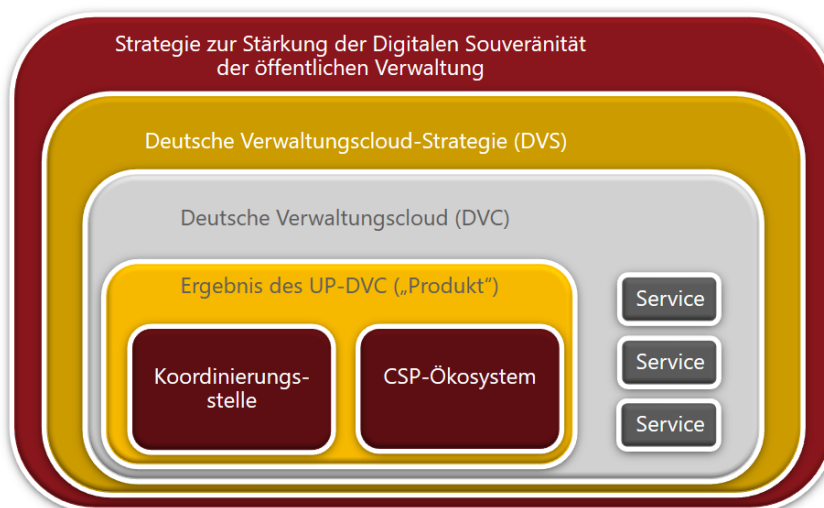 Strategie zur Stärkung der Digitalen Souveränität
der öffentlichen Verwaltung
Deutsche Verwaltungscloud-Strategie (DVS)
Deutsche Verwaltungscloud (DVC)
Ergebnis des UP-DVC („Produkt“)
Koordinierungs-
stelle
CSP-Ökosystem
Service
Service
Service